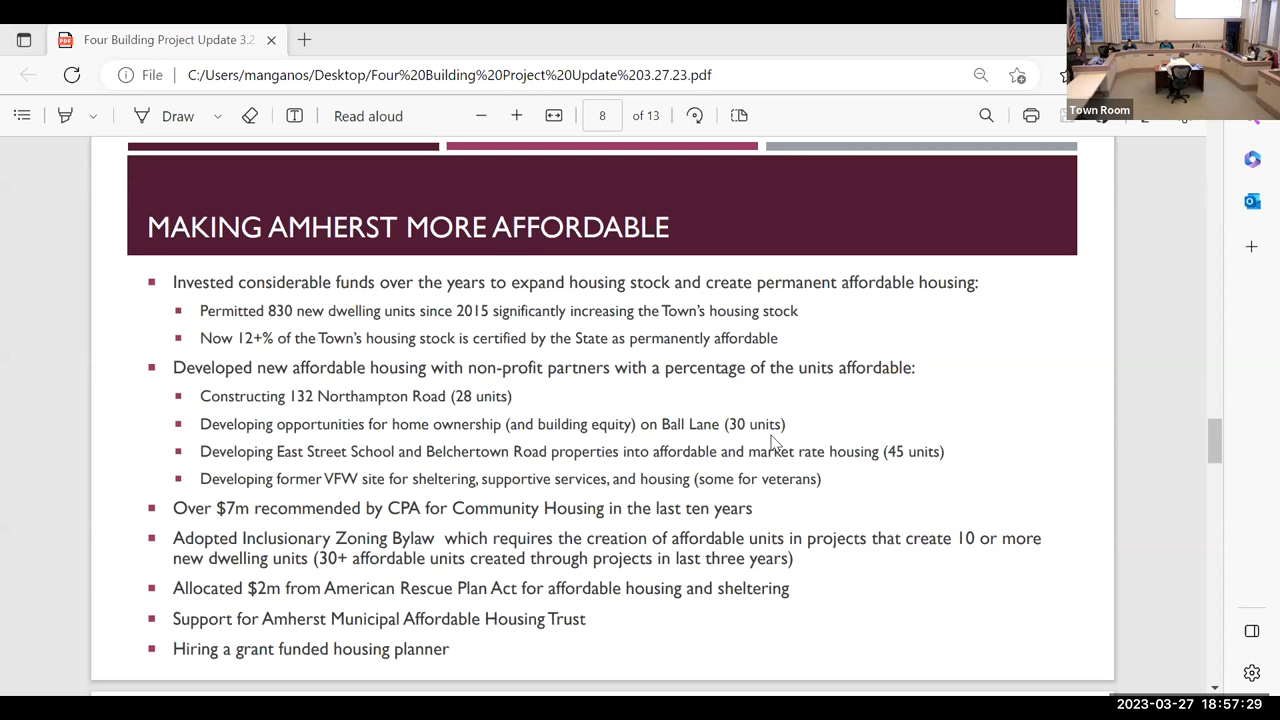 Four Building Project Update 3.2
File
C:/Users/manganos/Desktop/Four%20Building%20Project%20Update%203.27.23.pdf
Draw
Read aloud
8
of 13
Town Room
MAKING AMHERST MORE AFFORDABLE
Invested considerable funds over the years to expand housing stock and create permanent affordable housing:
Permitted 830 new dwelling units since 2015 significantly increasing the Town's housing stock
Now 12+% of the Town's housing stock is certified by the State as permanently affordable
Developed new affordable housing with non-profit partners with a percentage of the units affordable:
Constructing 132 Northampton Road (28 units)
Developing opportunities for home ownership (and building equity) on Ball Lane (30 units)
Developing East Street School and Belchertown Road properties into affordable and market rate housing (45 units)
Developing former VFW site for sheltering, supportive services, and housing (some for veterans)
Over $7m recommended by CPA for Community Housing in the last ten years
Adopted Inclusionary Zoning Bylaw which requires the creation of affordable units in projects that create 10 or more
new dwelling units (30+ affordable units created through projects in last three years)
Allocated $2m from American Rescue Plan Act for affordable housing and sheltering
Support for Amherst Municipal Affordable Housing Trust
Hiring a grant funded housing planner
2023-03-27 18:57:29